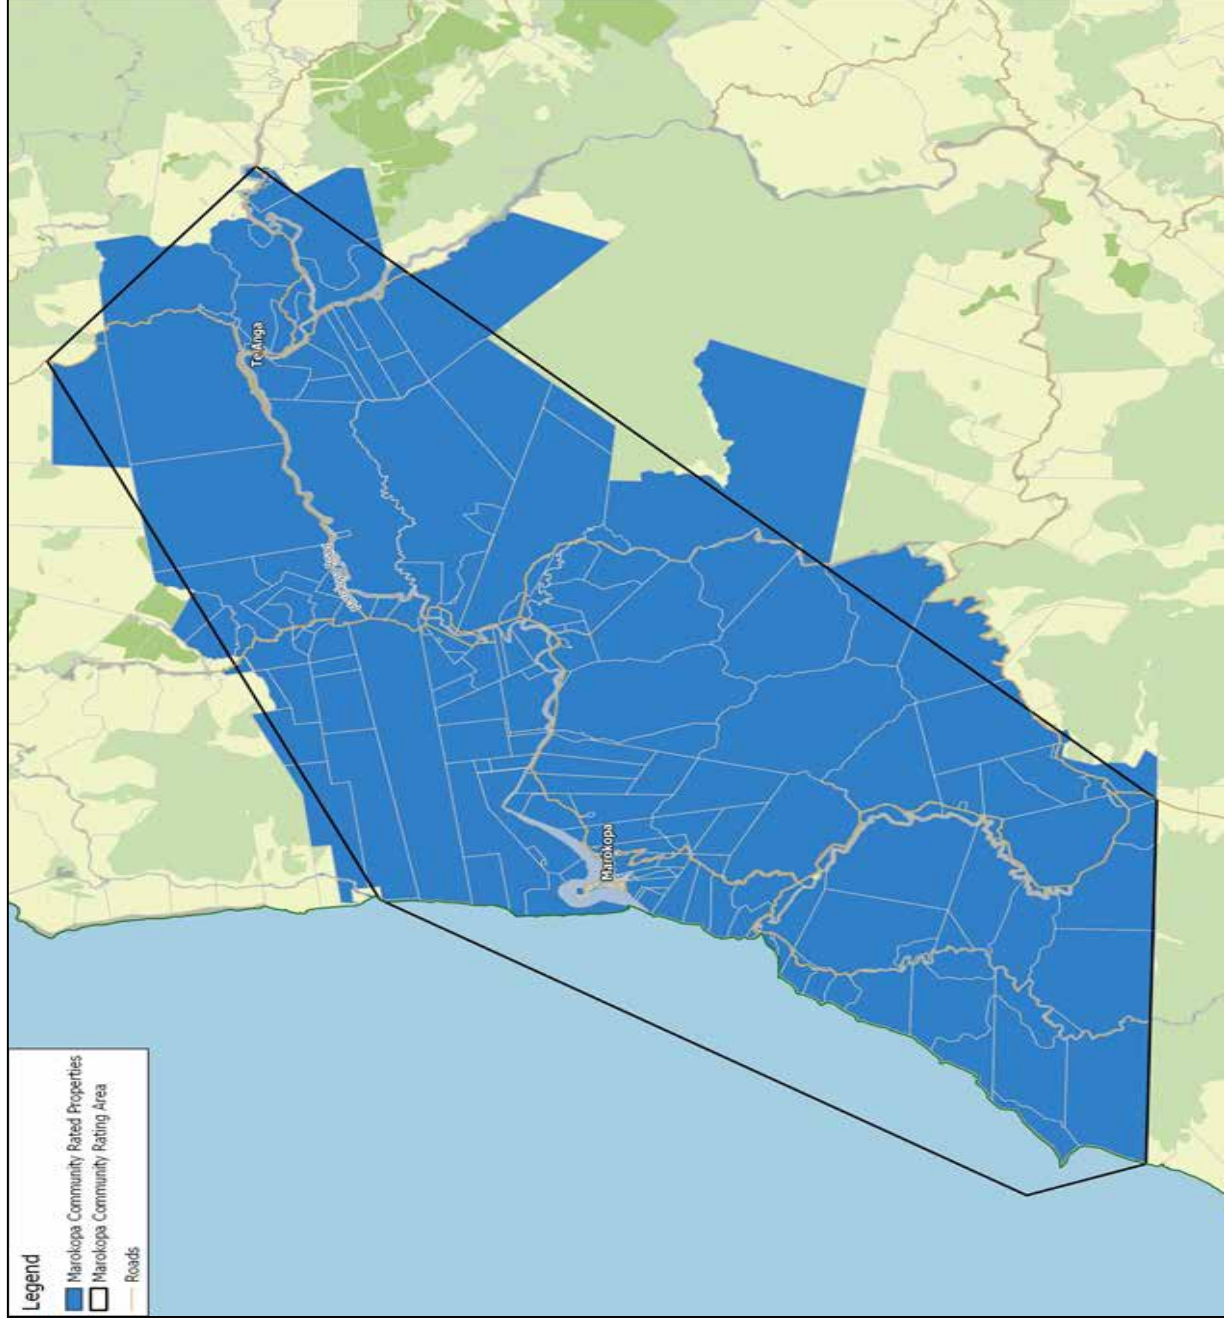 Legend
Marokopa Community Rated Properties
Marokopa Community Rating Area
Roads
Te Anga
Marokopa